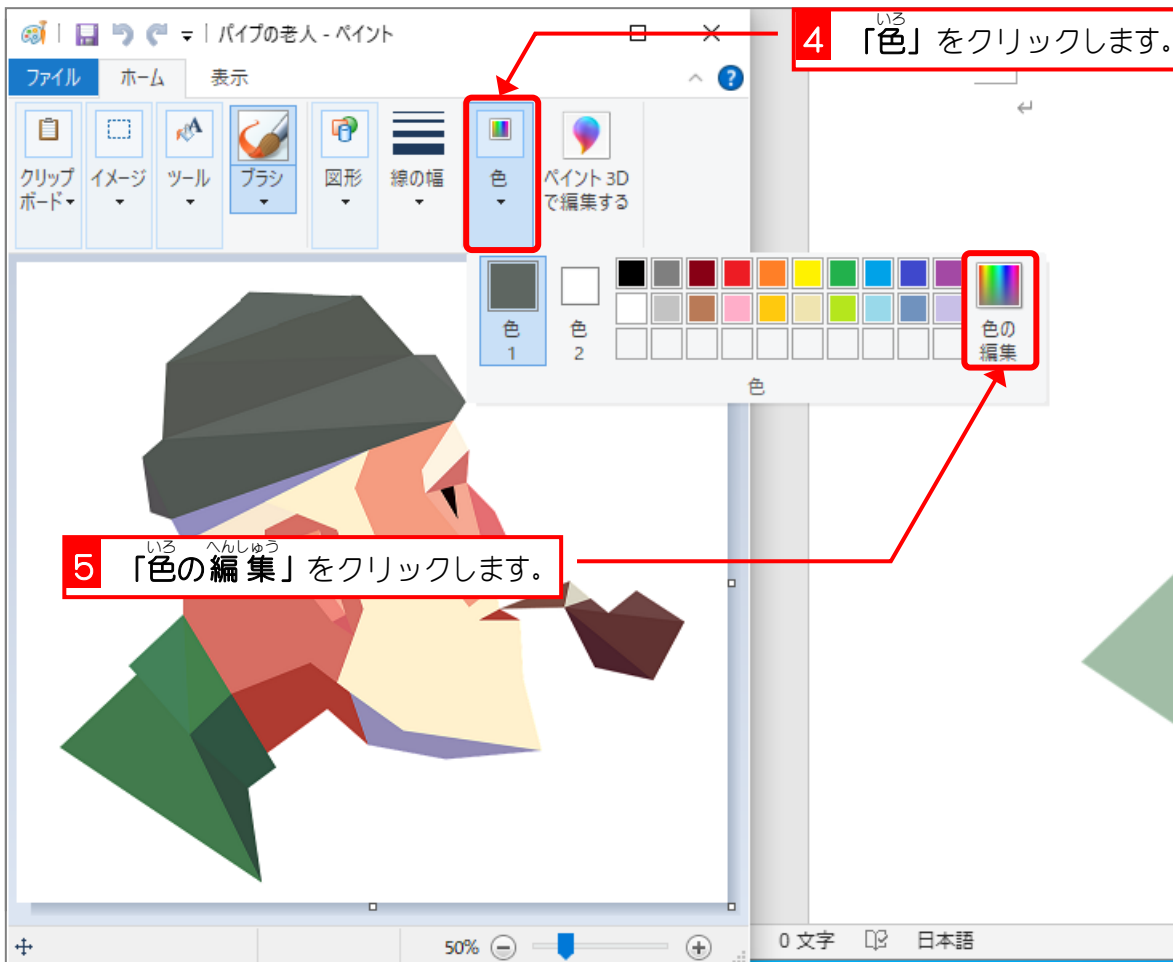 パイプの老人 - ペイント
4 「色」をクリックします。
いろ
ファイル ホーム 表示
クリップボード イメージ ツール ブラシ 図形 線の幅 色 ペイント 3D で編集する
色 1
色 2
色の編集
色
いろ へんしゅう
5 「色の編集」をクリックします。
50%
0 文字 日本語